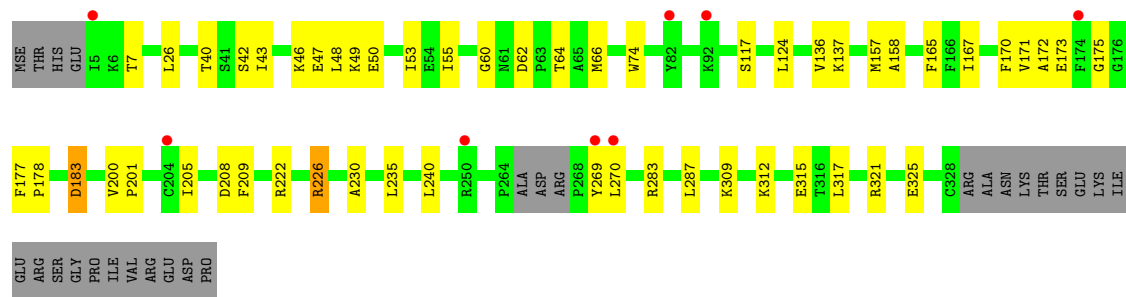 MSE THR HIS GLU I5 K6 T7 L26 T40 S41 S42 I43 K46 E47 L48 K49 E50 I53 E54 I55 G60 N61 D62 P63 T64 A65 M66 W74 Y82 K92 S117 L124 V136 K137 M157 A158 F165 F166 I167 F170 V171 A172 E173 F174 G175 G176
F177 P178 D183 V200 P201 C204 I205 D208 F209 R222 R226 A230 L235 L240 R250 P264 ALA ASP ARG P268 Y269 L270 R283 L287 K309 K312 E315 T316 L317 R321 E325 C328 ARG ALA ASN LYS THR SER GLU LYS ILE
GLU ARG SER GLY PRO ILE VAL ARG GLU ASP PRO